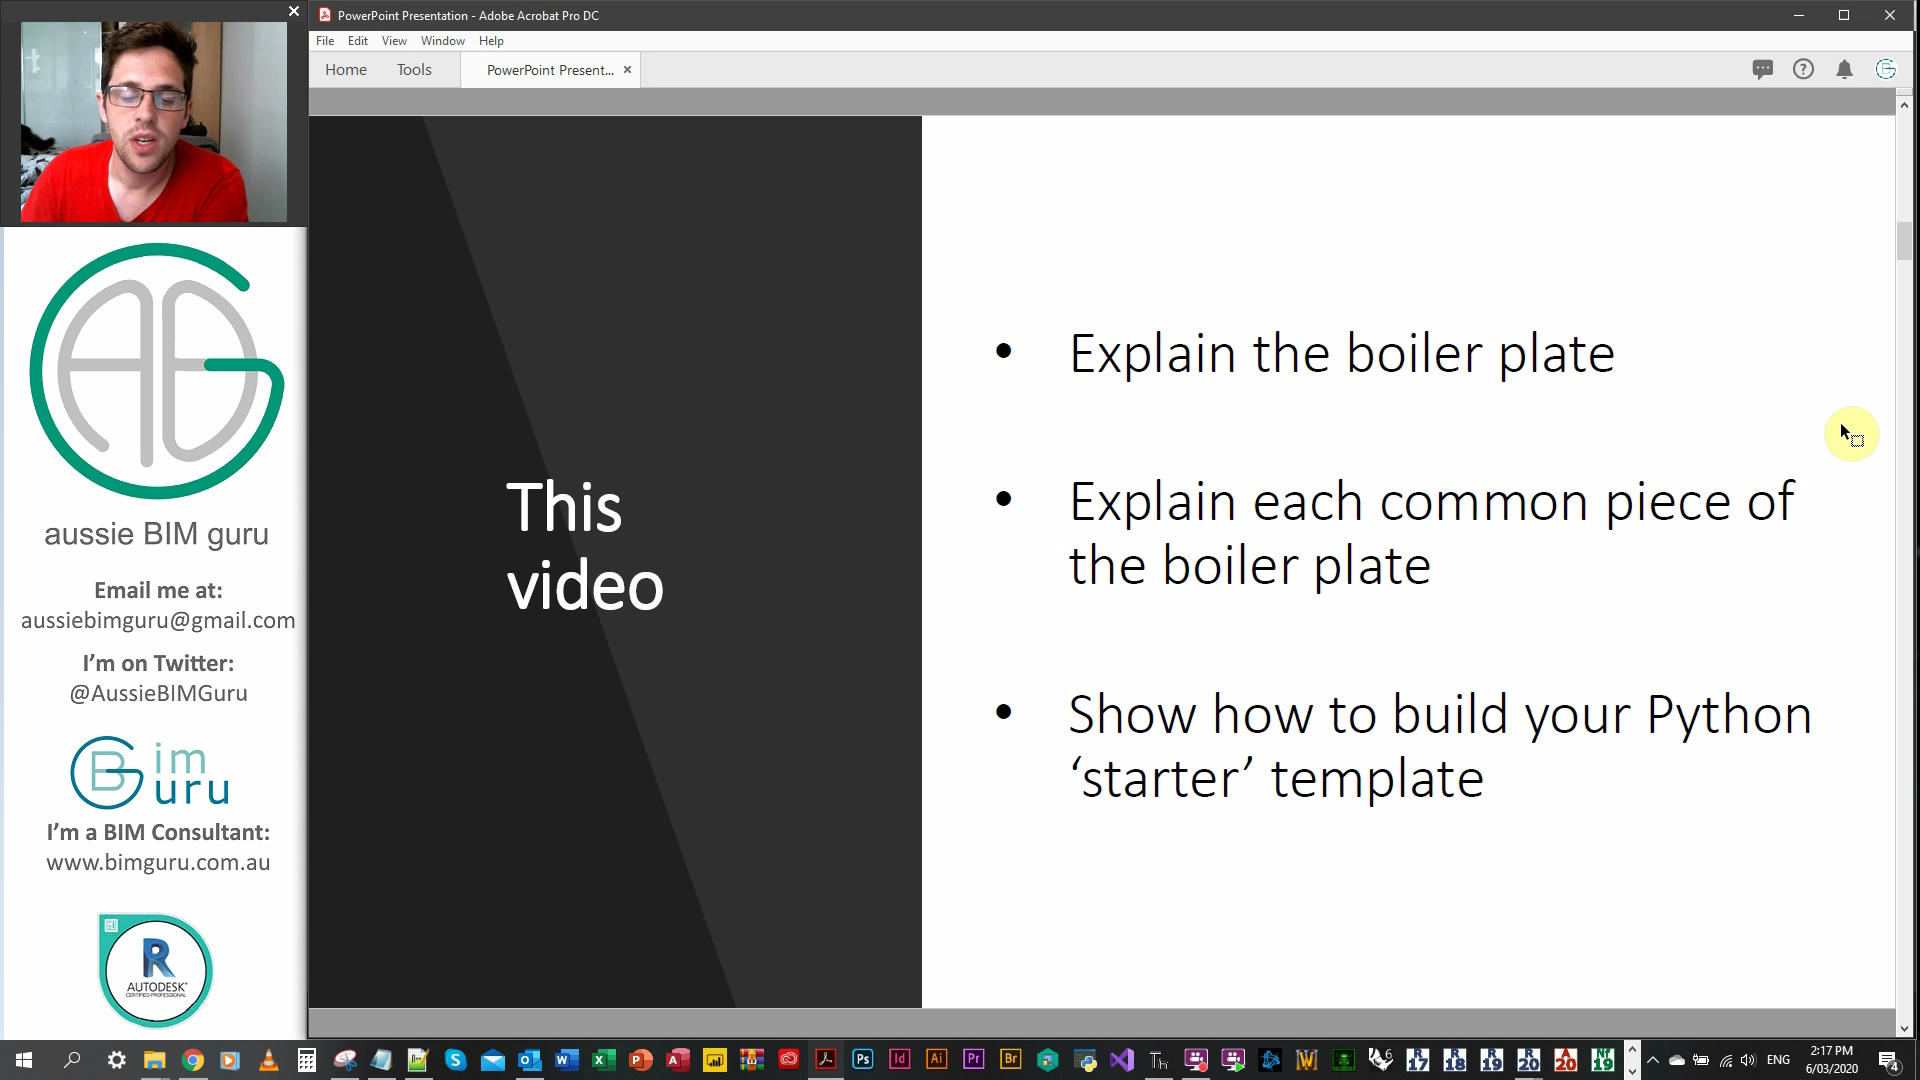 PowerPoint Presentation - Adobe Acrobat Pro DC
File Edit View Window Help
Home Tools PowerPoint Present...
This
video
• Explain the boiler plate
• Explain each common piece of
the boiler plate
• Show how to build your Python
‘starter’ template
aussie BIM guru
Email me at:
aussiebimguru@gmail.com
I’m on Twitter:
@AussieBIMGuru
im
uru
I’m a BIM Consultant:
www.bimguru.com.au
R
AUTODESK
CERTIFIED PROFESSIONAL
ENG
2:17 PM
6/03/2020